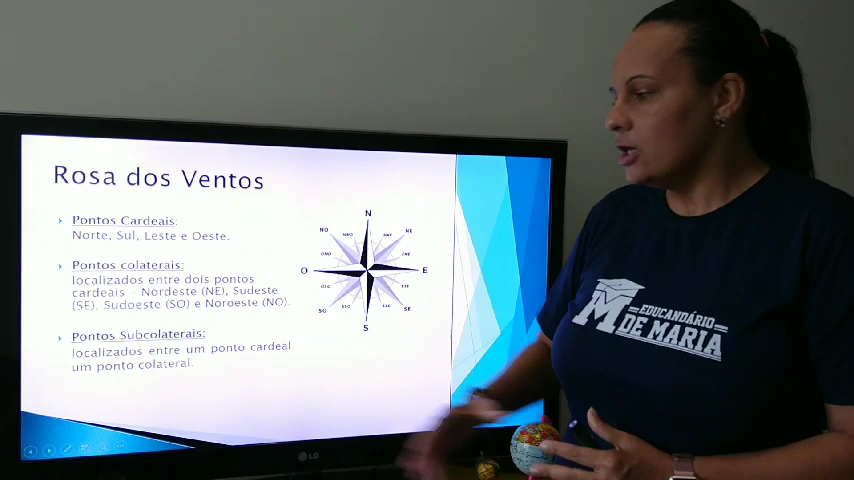 Rosa dos Ventos
Pontos Cardeais:
Norte, Sul, Leste e Oeste.
Pontos colaterais:
localizados entre dois pontos
cardeais – Nordeste (NE), Sudeste
(SE), Sudoeste (SO) e Noroeste (NO).
Pontos Subcolaterais:
localizados entre um ponto cardeal
um ponto colateral.
N
NO
NE
O
E
SO
SE
S
LG
M
EDUCANDÁRIO
DE MARIA